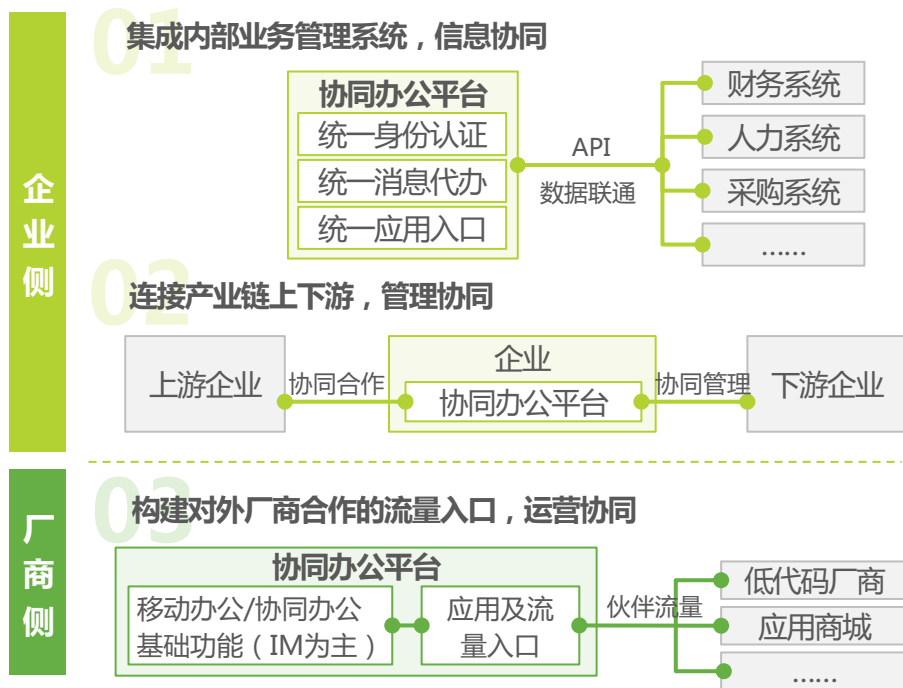 企业侧
01
集成内部业务管理系统，信息协同
协同办公平台
统一身份认证
统一消息代办
统一应用入口
API
数据联通
财务系统
人力系统
采购系统
……
02
连接产业链上下游，管理协同
上游企业
协同合作
企业
协同办公平台
协同管理
下游企业
厂商侧
03
构建对外厂商合作的流量入口，运营协同
协同办公平台
移动办公/协同办公
基础功能（IM为主）
应用及流
量入口
伙伴流量
低代码厂商
应用商城
……